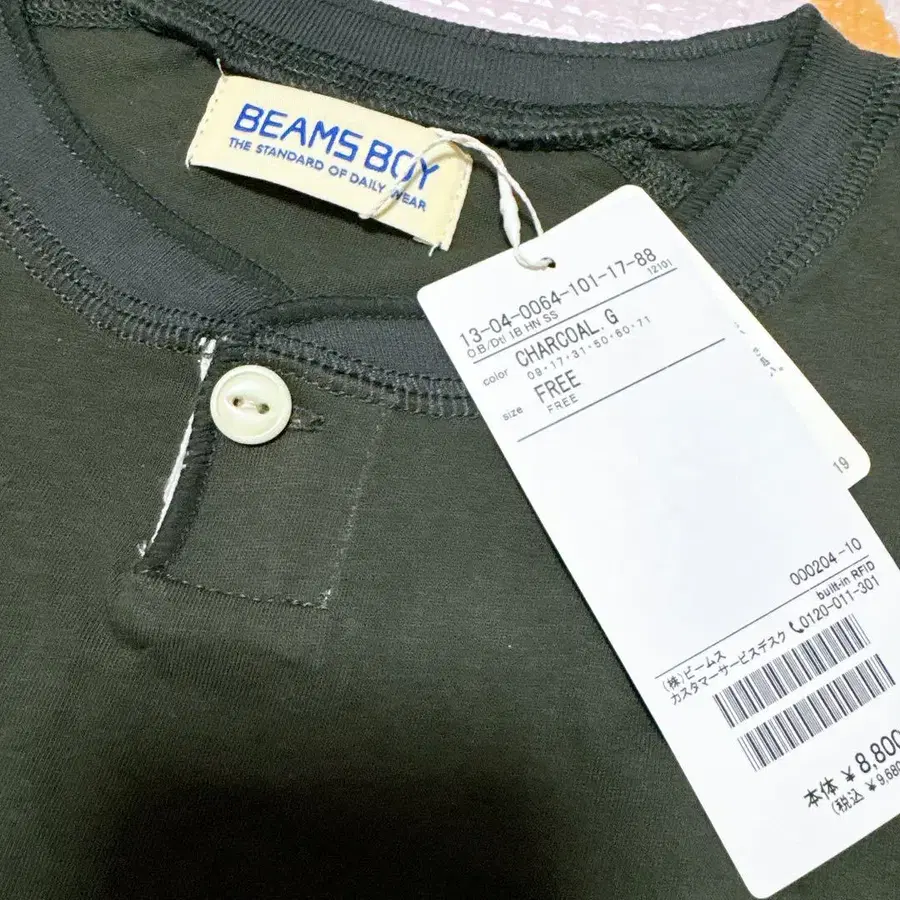 BEAMS BOY
THE STANDARD OF DAILY WEAR
13-04-0064-101-17-88
12101
OB/Dtl 1B HN SS
color CHARCOAL. G
09・17・31・50・60・71
size FREE
FREE
19
000204-10
built-in RFID
(株)ビームス
カスタマーサービスデスク 0120-011-301
本体 ¥8,800
(税込 ¥9,680